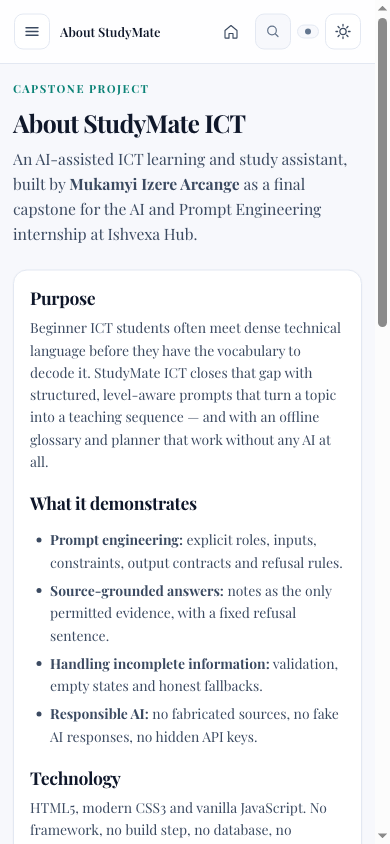 About StudyMate
CAPSTONE PROJECT
About StudyMate ICT
An AI-assisted ICT learning and study assistant,
built by Mukamyi Izere Arcange as a final
capstone for the AI and Prompt Engineering
internship at Ishvexa Hub.
Purpose
Beginner ICT students often meet dense technical
language before they have the vocabulary to
decode it. StudyMate ICT closes that gap with
structured, level-aware prompts that turn a topic
into a teaching sequence — and with an offline
glossary and planner that work without any AI at
all.
What it demonstrates
• Prompt engineering: explicit roles, inputs,
constraints, output contracts and refusal rules.
• Source-grounded answers: notes as the only
permitted evidence, with a fixed refusal
sentence.
• Handling incomplete information: validation,
empty states and honest fallbacks.
• Responsible AI: no fabricated sources, no fake
AI responses, no hidden API keys.
Technology
HTML5, modern CSS3 and vanilla JavaScript. No
framework, no build step, no database, no